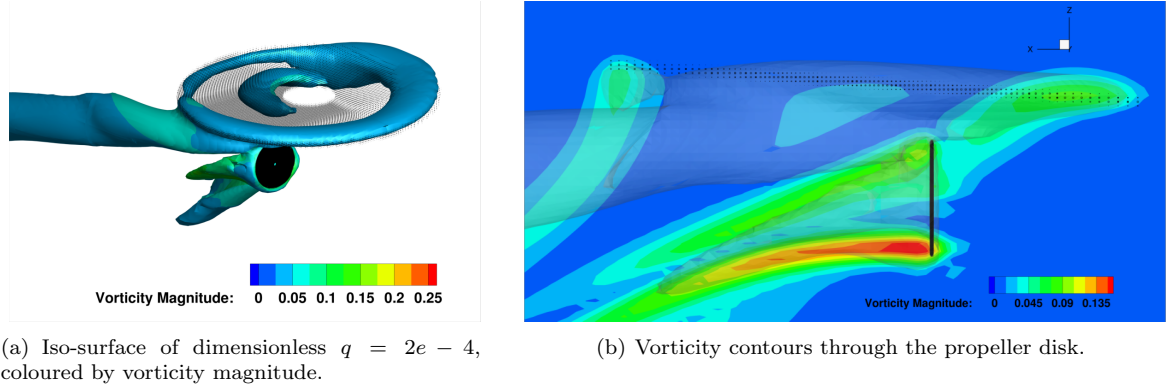 Vorticity Magnitude: 0 0.05 0.1 0.15 0.2 0.25
Z
X
Vorticity Magnitude: 0 0.045 0.09 0.135
(a) Iso-surface of dimensionless q = 2e − 4,
coloured by vorticity magnitude.
(b) Vorticity contours through the propeller disk.